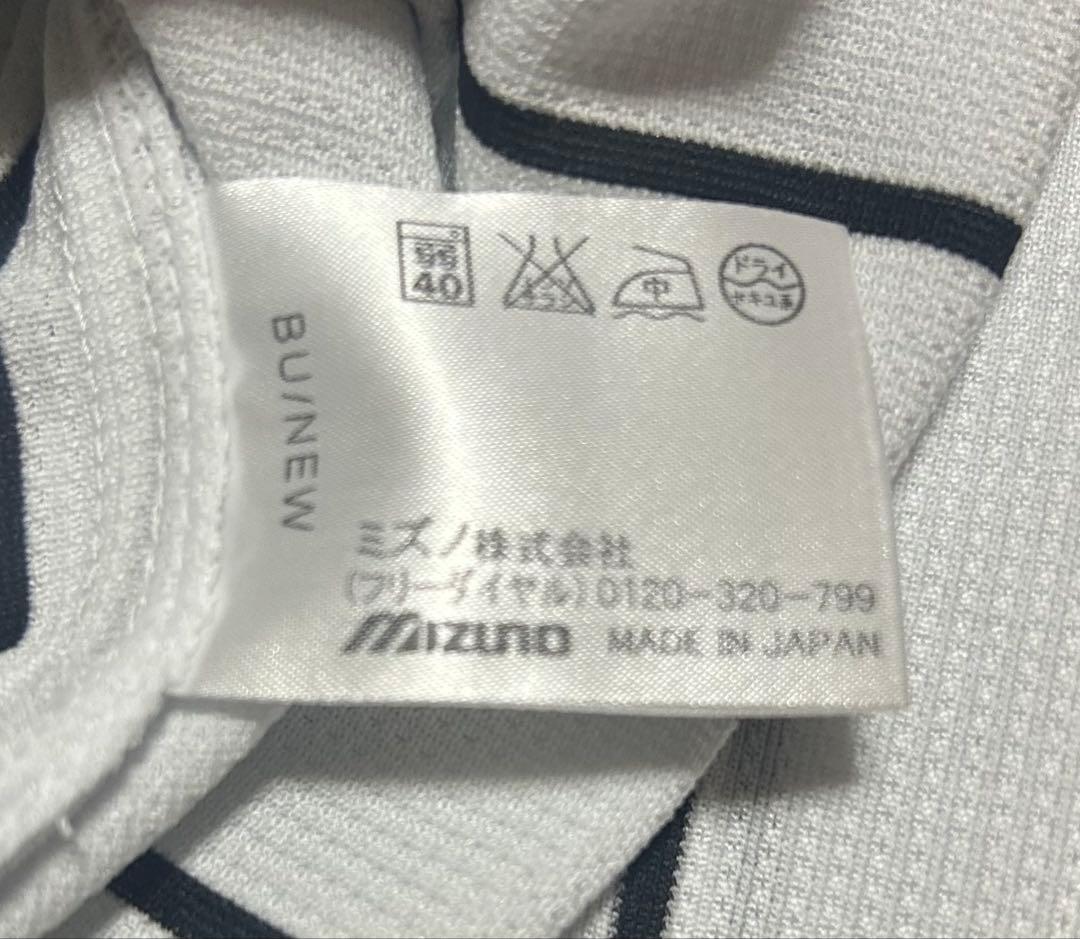 弱
40
中
ドライ
セキユ系
BU/NEW
ミズノ株式会社
(フリーダイヤル)0120-320-799
MIZUNO MADE IN JAPAN